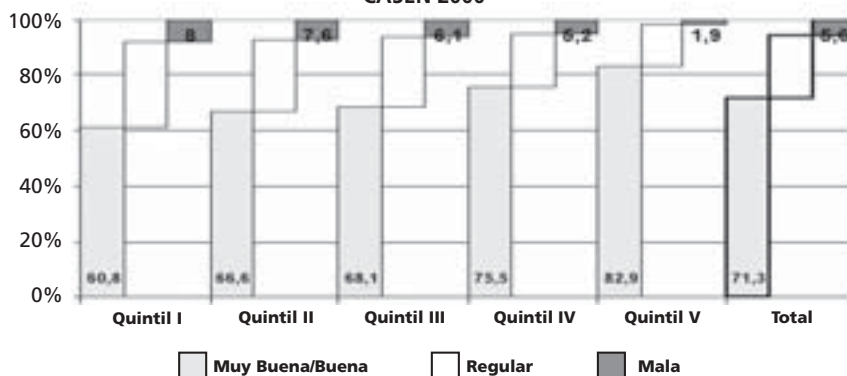 CASEN 2000
100%
8 7,6 6,1 5,2 1,9 5,6
80%
60%
40%
20%
60,8 66,6 68,1 75,5 82,9 71,3
0%
Quintil I Quintil II Quintil III Quintil IV Quintil V Total
Muy Buena/Buena Regular Mala